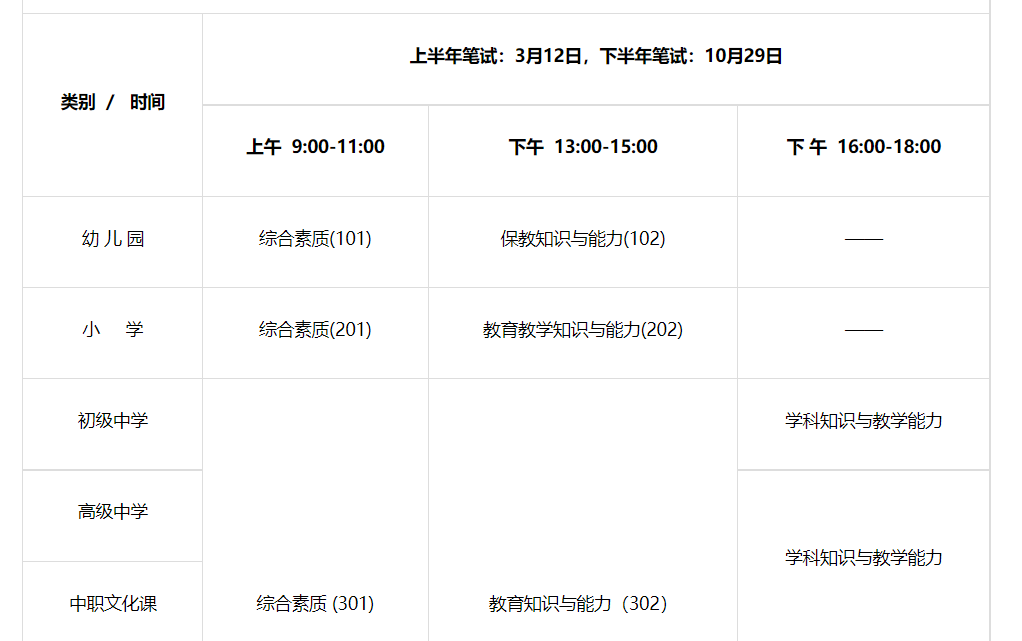 上半年笔试：3月12日，下半年笔试：10月29日
类别 / 时间
上午 9:00-11:00
下午 13:00-15:00
下 午 16:00-18:00
幼 儿 园
综合素质(101)
保教知识与能力(102)
——
小 学
综合素质(201)
教育教学知识与能力(202)
——
初级中学
学科知识与教学能力
高级中学
学科知识与教学能力
中职文化课
综合素质 (301)
教育知识与能力（302）